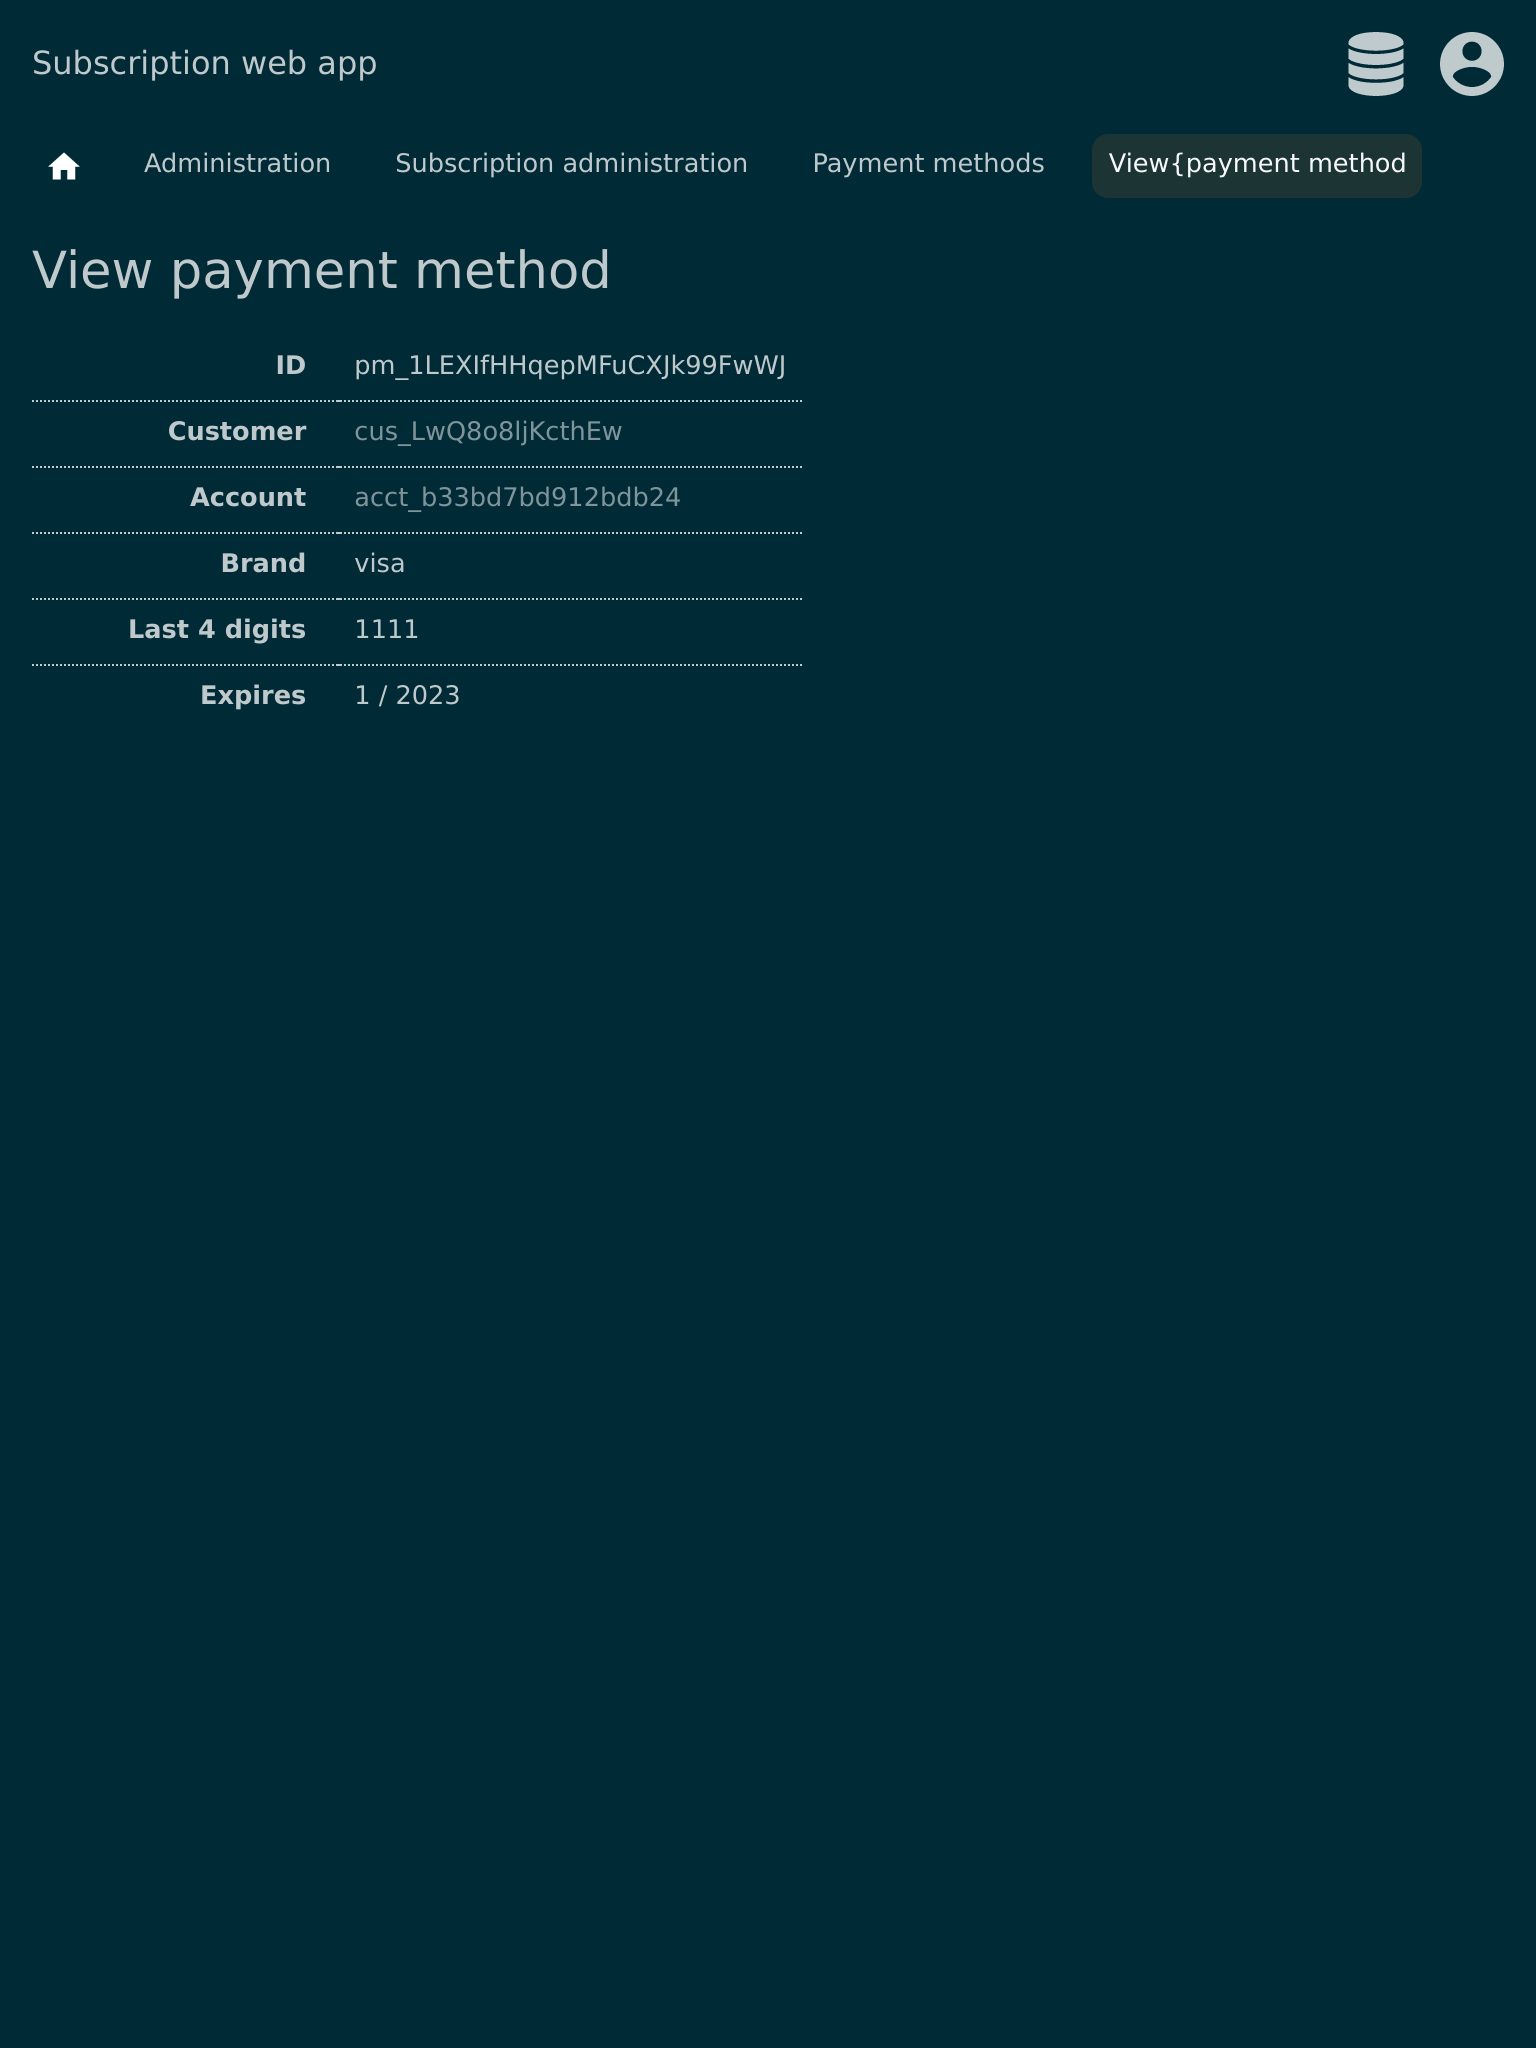 Subscription web app
Administration Subscription administration Payment methods View{payment method
View payment method
ID pm_1LEXIfHHqepMFuCXJk99FwWJ
Customer cus_LwQ8o8ljKcthEw
Account acct_b33bd7bd912bdb24
Brand visa
Last 4 digits 1111
Expires 1 / 2023